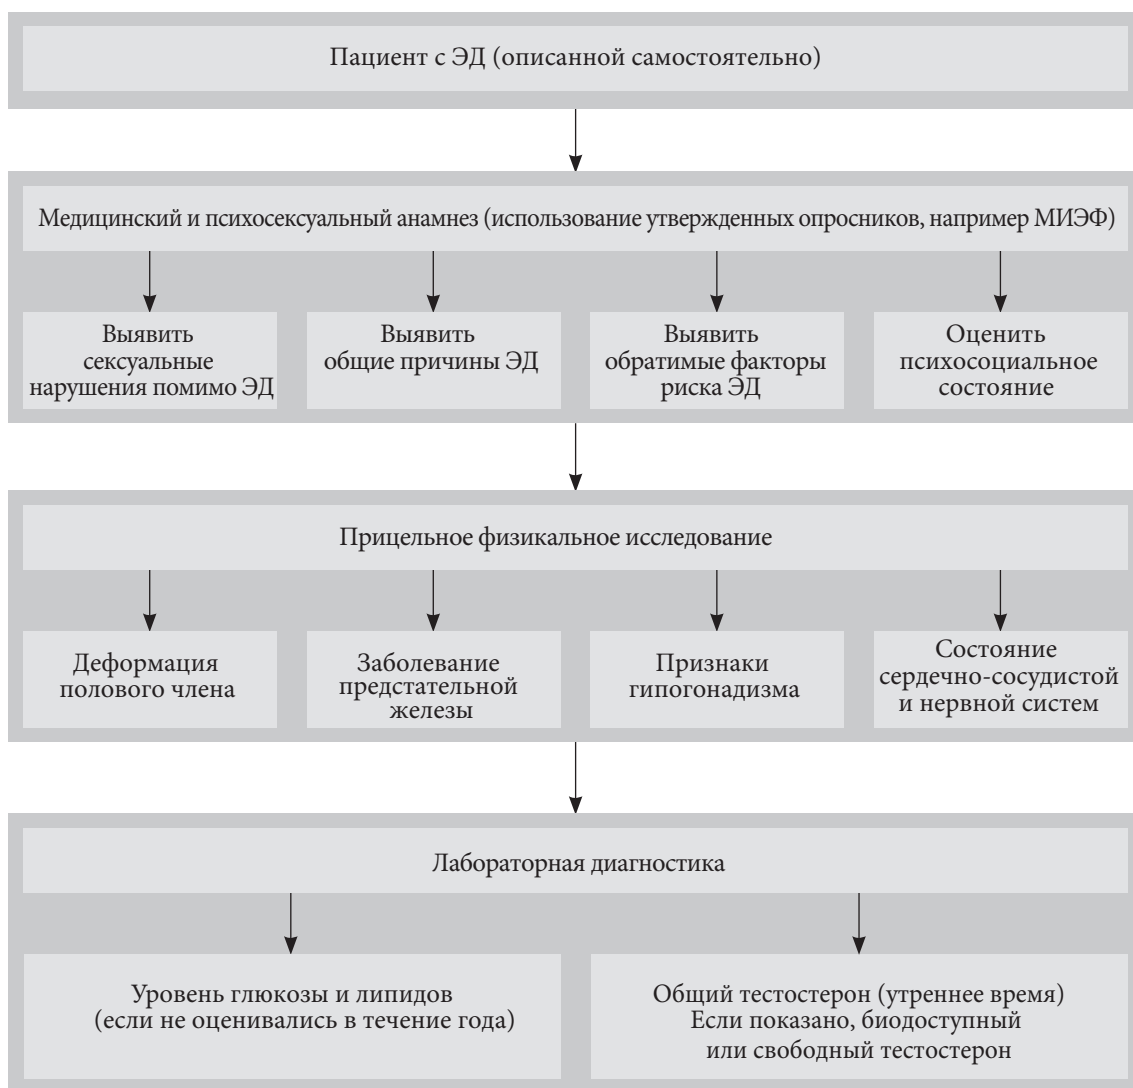 Пациент с ЭД (описанной самостоятельно)
Медицинский и психосексуальный анамнез (использование утвержденных опросников, например МИЭФ)
Выявить
сексуальные
нарушения помимо ЭД
Выявить
общие причины ЭД
Выявить
обратимые факторы
риска ЭД
Оценить
психосоциальное
состояние
Прицельное физикальное исследование
Деформация
полового члена
Заболевание
предстательной
железы
Признаки
гипогонадизма
Состояние
сердечно-сосудистой
и нервной систем
Лабораторная диагностика
Уровень глюкозы и липидов
(если не оценивались в течение года)
Общий тестостерон (утреннее время)
Если показано, биодоступный
или свободный тестостерон